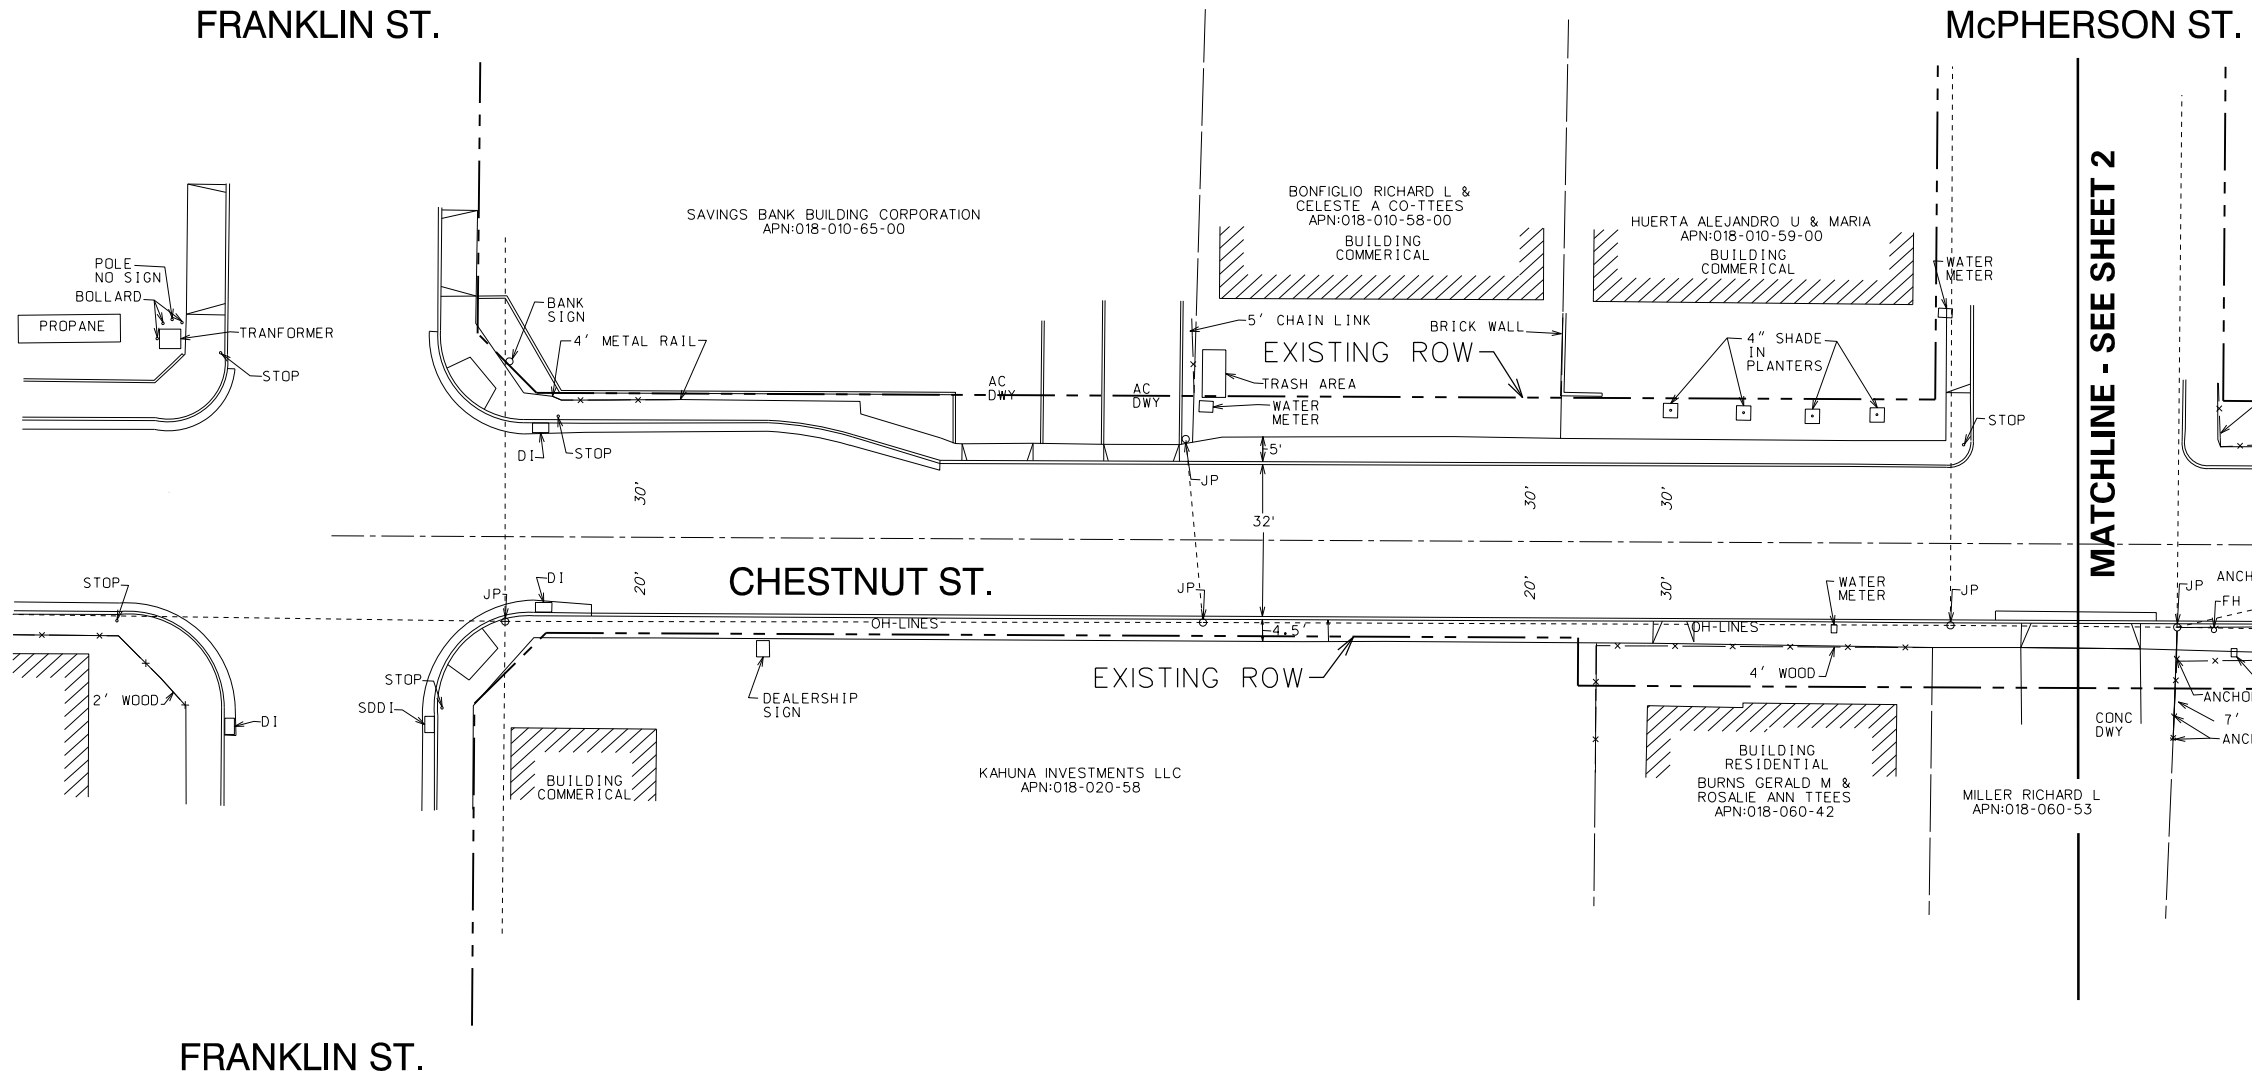 FRANKLIN ST.
McPHERSON ST.
MATCHLINE - SEE SHEET 2
SAVINGS BANK BUILDING CORPORATION
APN:018-010-65-00
BONFIGLIO RICHARD L &
CELESTE A CO-TTEES
APN:018-010-58-00
BUILDING
COMMERICAL
HUERTA ALEJANDRO U & MARIA
APN:018-010-59-00
BUILDING
COMMERICAL
WATER
METER
POLE
NO SIGN
BOLLARD
PROPANE
TRANFORMER
STOP
BANK
SIGN
4' METAL RAIL
5' CHAIN LINK
BRICK WALL
EXISTING ROW
4" SHADE
IN
PLANTERS
AC
DWY
AC
DWY
TRASH AREA
WATER
METER
STOP
DI
STOP
5'
JP
30'
30'
30'
32'
CHESTNUT ST.
STOP
JP
DI
20'
JP
20'
30'
WATER
METER
JP
JP
ANCH
FH
OH-LINES
4.5'
OH-LINES
EXISTING ROW
4' WOOD
2' WOOD
STOP
SDDI
DI
DEALERSHIP
SIGN
ANCHO
7'
ANC
CONC
DWY
BUILDING
COMMERICAL
KAHUNA INVESTMENTS LLC
APN:018-020-58
BUILDING
RESIDENTIAL
BURNS GERALD M &
ROSALIE ANN TTEES
APN:018-060-42
MILLER RICHARD L
APN:018-060-53
FRANKLIN ST.